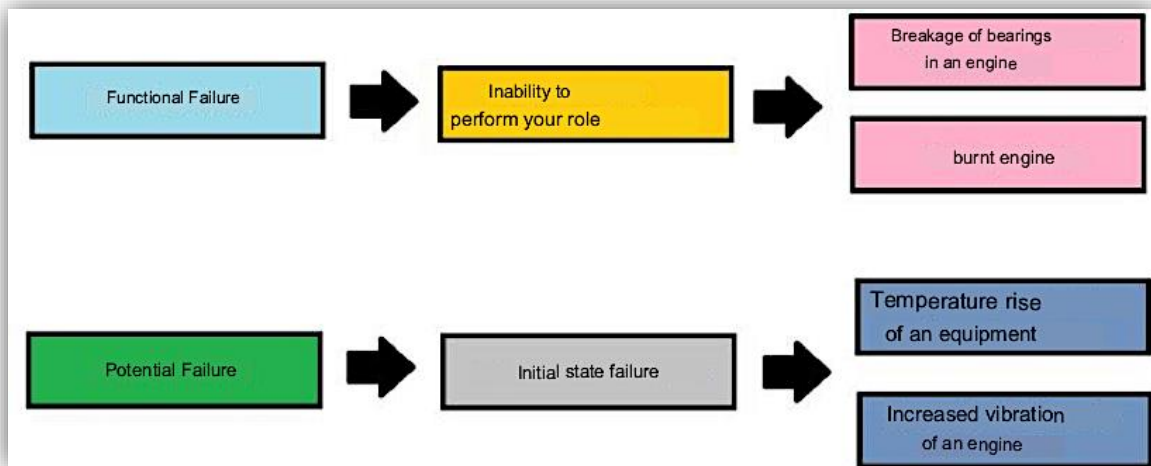 Functional Failure
Inability to
perform your role
Breakage of bearings
in an engine
burnt engine
Potential Failure
Initial state failure
Temperature rise
of an equipment
Increased vibration
of an engine